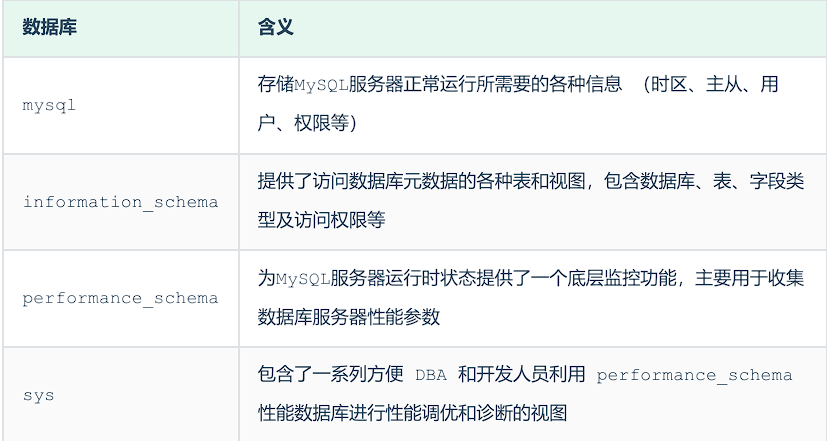 数据库 含义
存储MySQL服务器正常运行所需要的各种信息 （时区、主从、用
mysql
户、权限等）
提供了访问数据库元数据的各种表和视图，包含数据库、表、字段类
information_schema
型及访问权限等
为MySQL服务器运行时状态提供了一个底层监控功能，主要用于收集
performance_schema
数据库服务器性能参数
包含了一系列方便 DBA 和开发人员利用 performance_schema
sys
性能数据库进行性能调优和诊断的视图